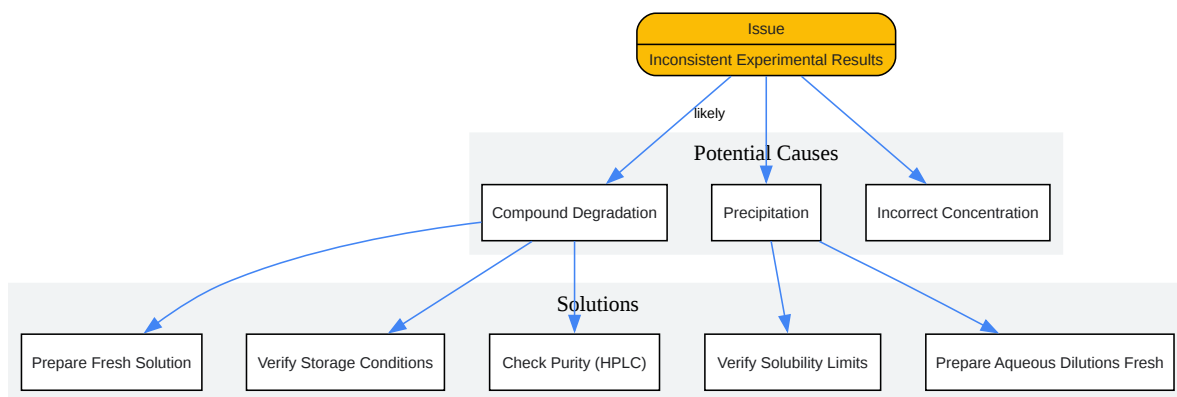 Issue
Inconsistent Experimental Results
likely
Potential Causes
Compound Degradation
Precipitation
Incorrect Concentration
Solutions
Prepare Fresh Solution
Verify Storage Conditions
Check Purity (HPLC)
Verify Solubility Limits
Prepare Aqueous Dilutions Fresh